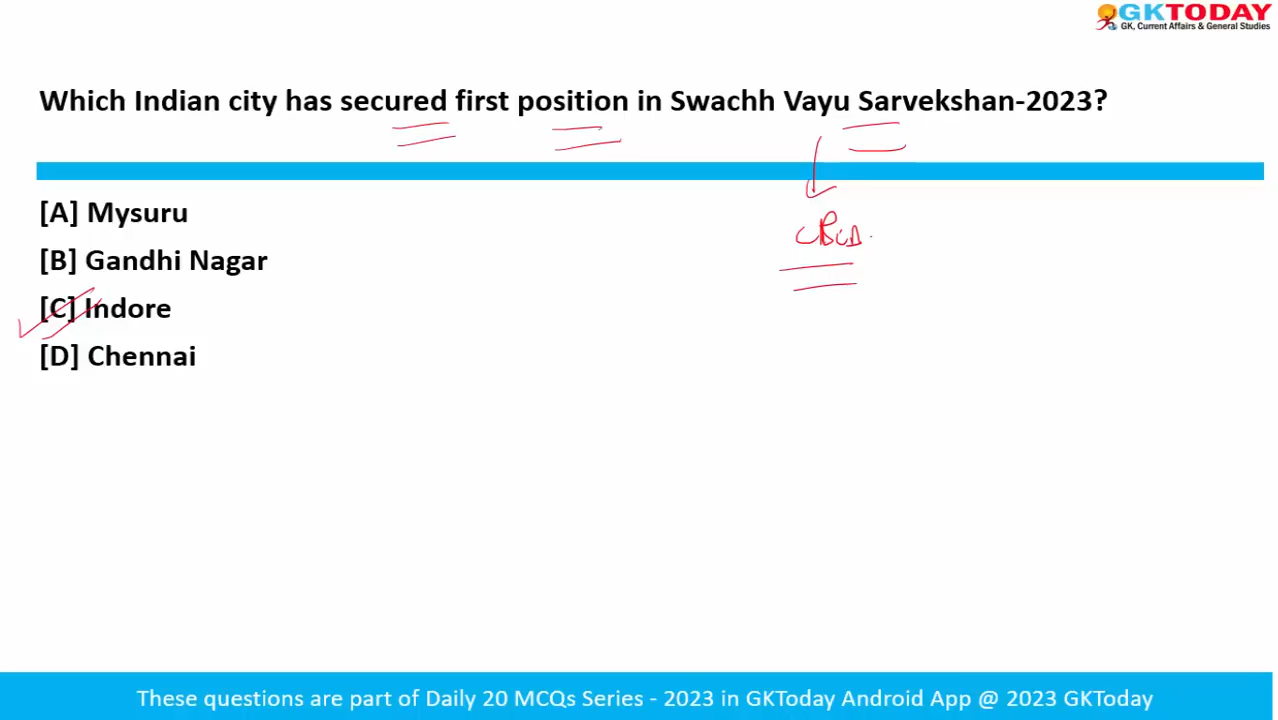 GKTODAY
GK, Current Affairs & General Studies
Which Indian city has secured first position in Swachh Vayu Sarvekshan-2023?
[A] Mysuru
[B] Gandhi Nagar
[C] Indore
[D] Chennai
These questions are part of Daily 20 MCQs Series - 2023 in GKToday Android App @ 2023 GKToday